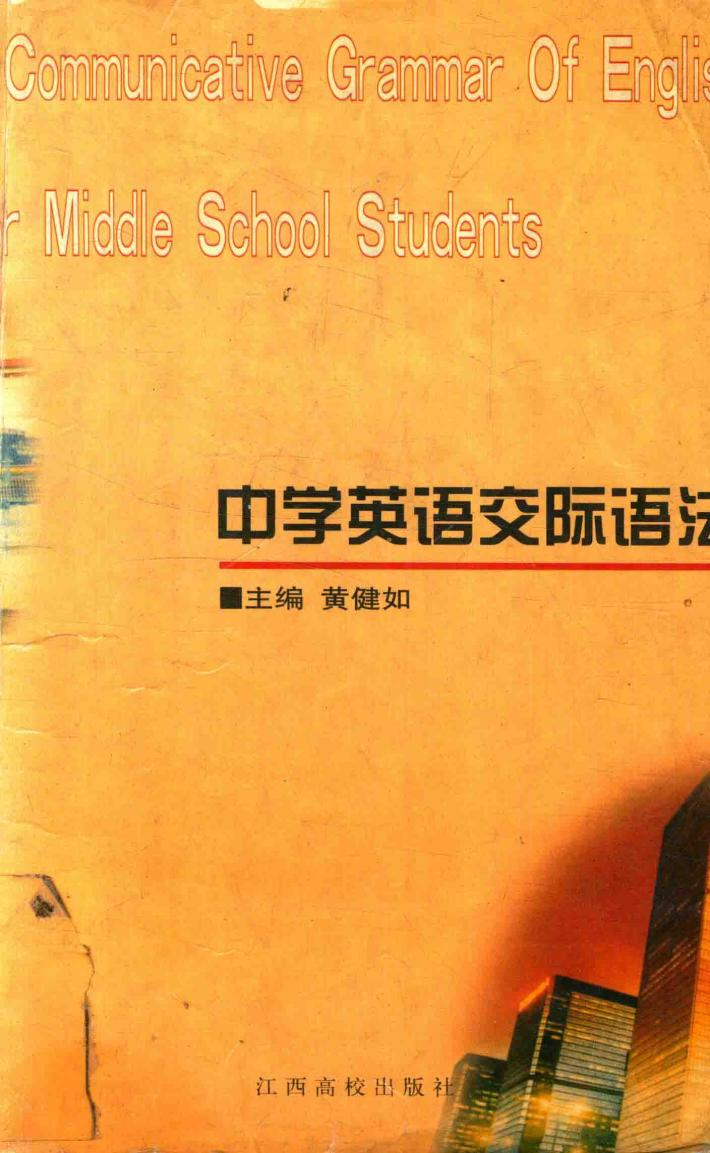 Communicative Grammar Of Englis
r Middle School Students
中学英语交际语法
■主编 黄健如
江西高校出版社